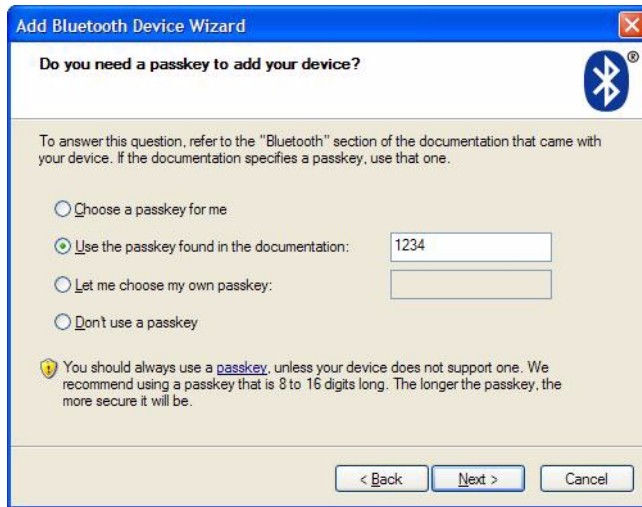 Add Bluetooth Device Wizard
Do you need a passkey to add your device?
®
To answer this question, refer to the "Bluetooth" section of the documentation that came with
your device. If the documentation specifies a passkey, use that one.
Choose a passkey for me
Use the passkey found in the documentation: 1234
Let me choose my own passkey:
Don't use a passkey
You should always use a passkey, unless your device does not support one. We
recommend using a passkey that is 8 to 16 digits long. The longer the passkey, the
more secure it will be.
< Back Next > Cancel